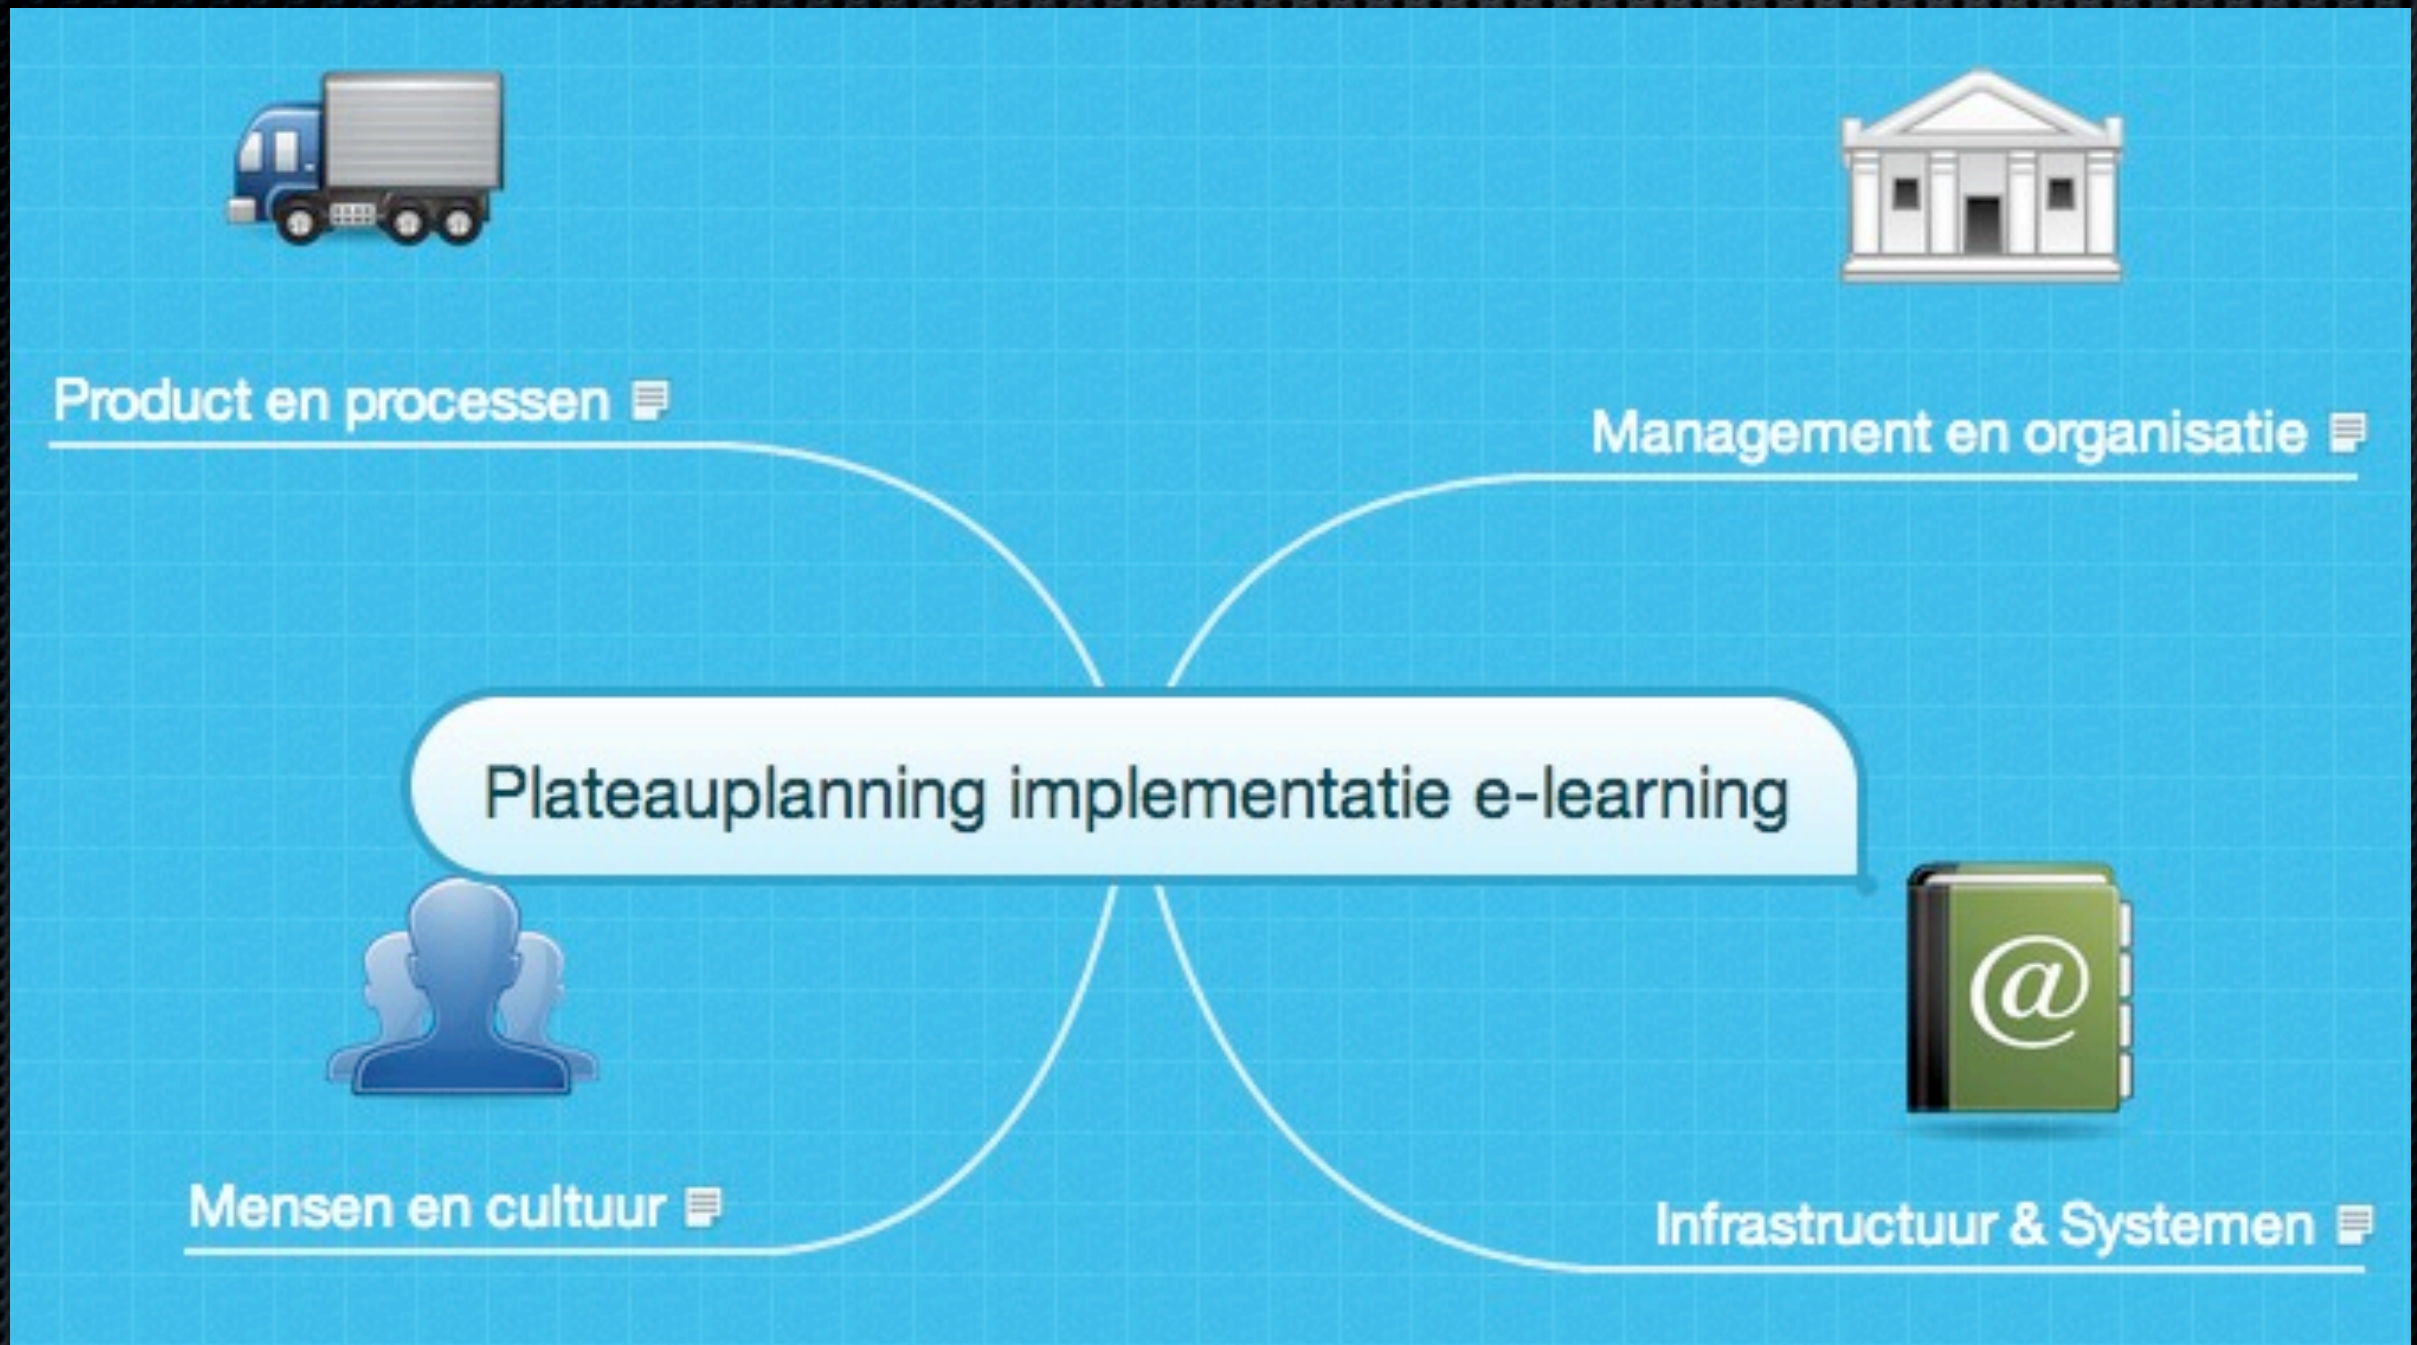 Product en processen
Management en organisatie
Plateauplanning implementatie e-learning
@
Mensen en cultuur
Infrastructuur & Systemen